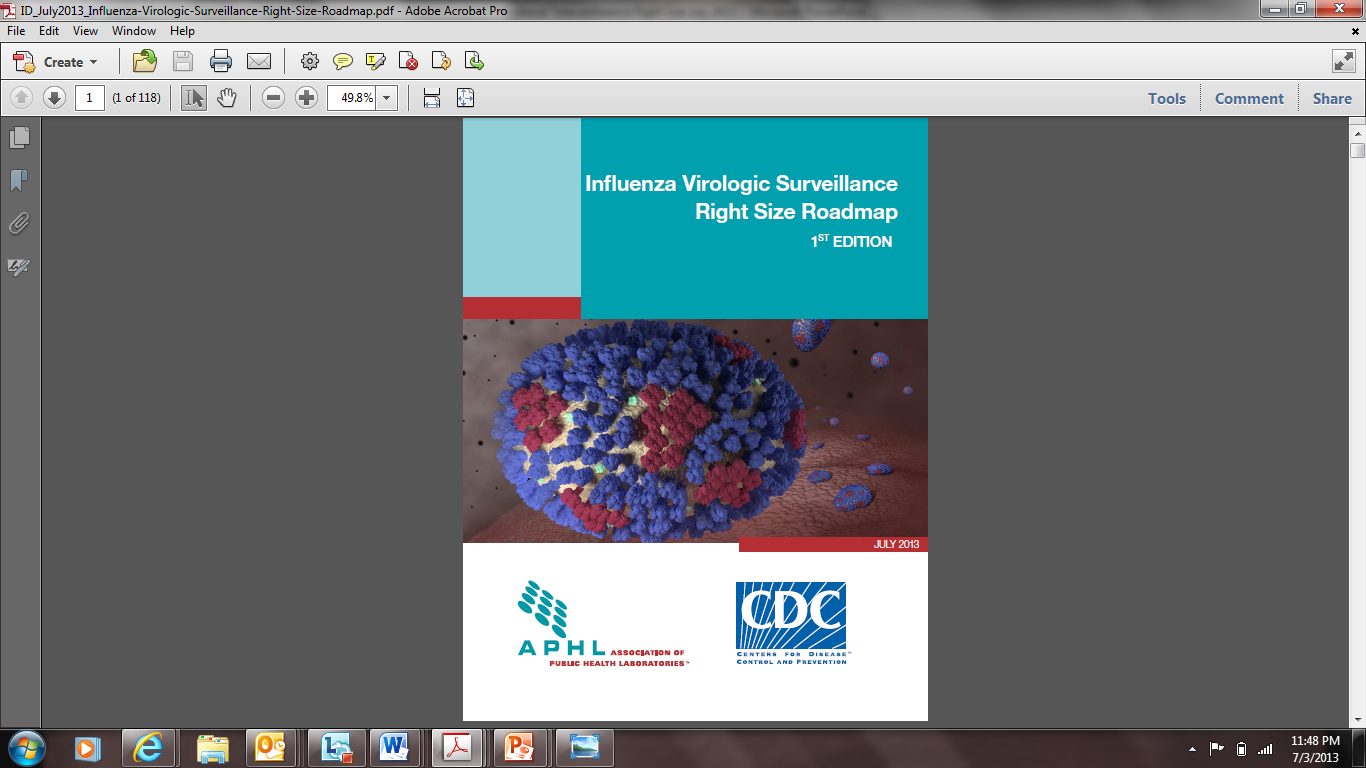 ID_July2013_Influenza-Virologic-Surveillance-Right-Size-Roadmap.pdf - Adobe Acrobat Pro
File Edit View Window Help
Create
1 (1 of 118) 49.8% Tools Comment Share
Influenza Virologic Surveillance
Right Size Roadmap
1ST EDITION
JULY 2013
APHL ASSOCIATION OF
PUBLIC HEALTH LABORATORIES™
CDC
CENTERS FOR DISEASE™
CONTROL AND PREVENTION
11:48 PM
7/3/2013